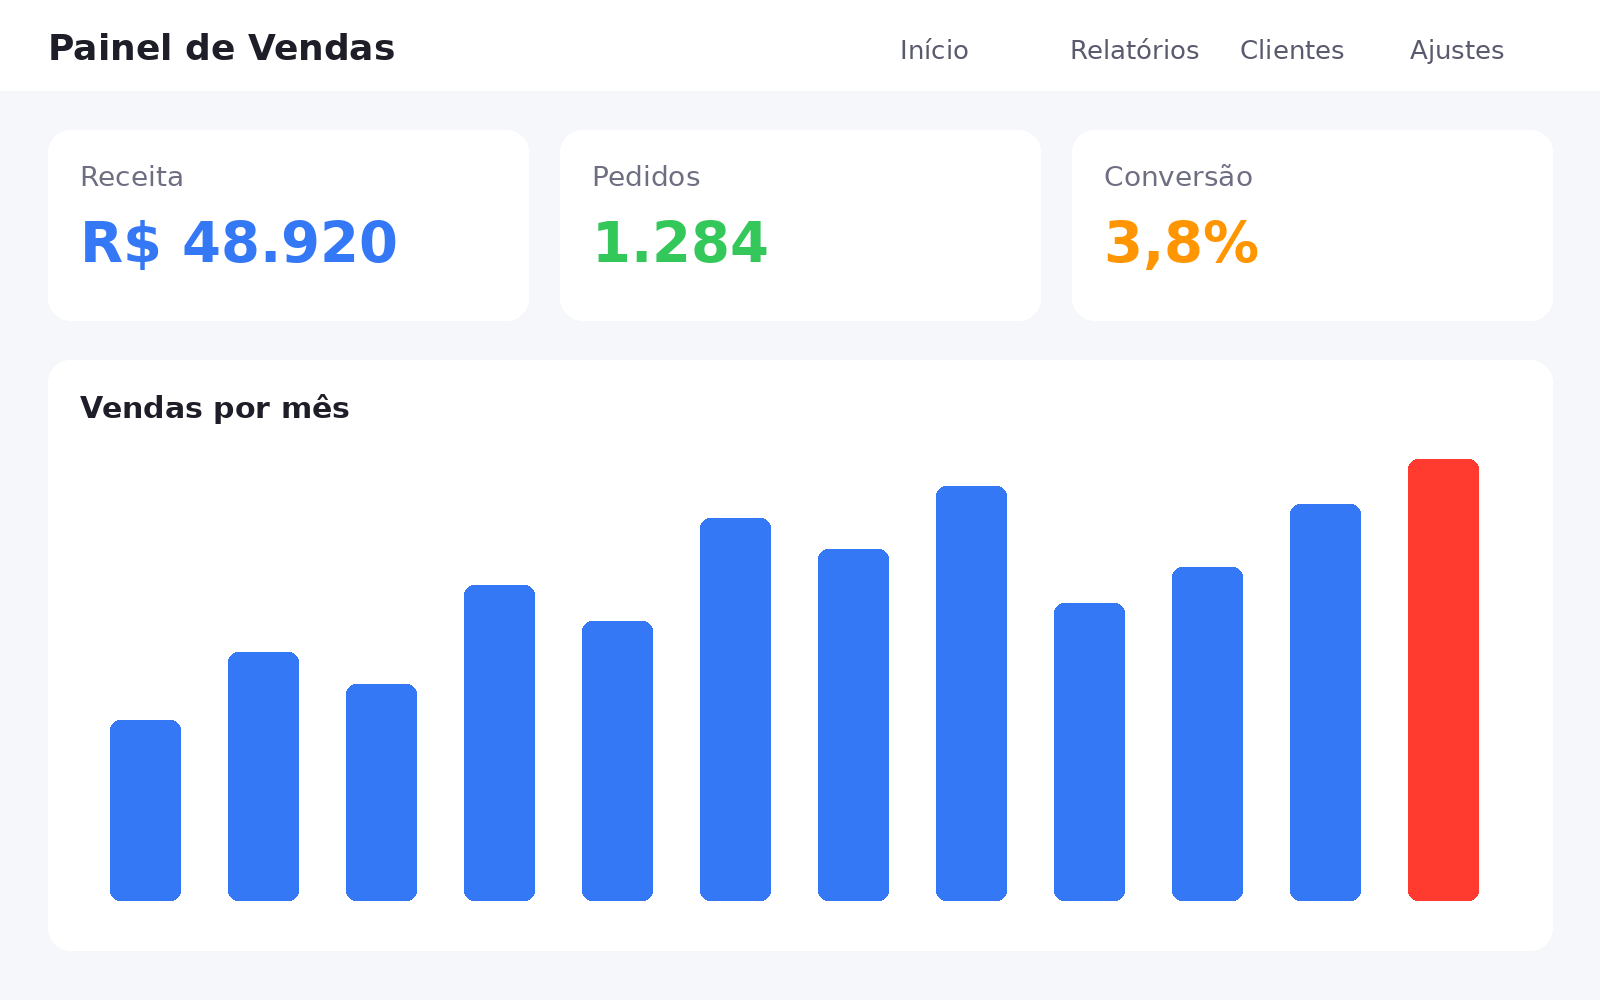 Painel de Vendas
Início Relatórios Clientes Ajustes
Receita
R$ 48.920
Pedidos
1.284
Conversão
3,8%
Vendas por mês